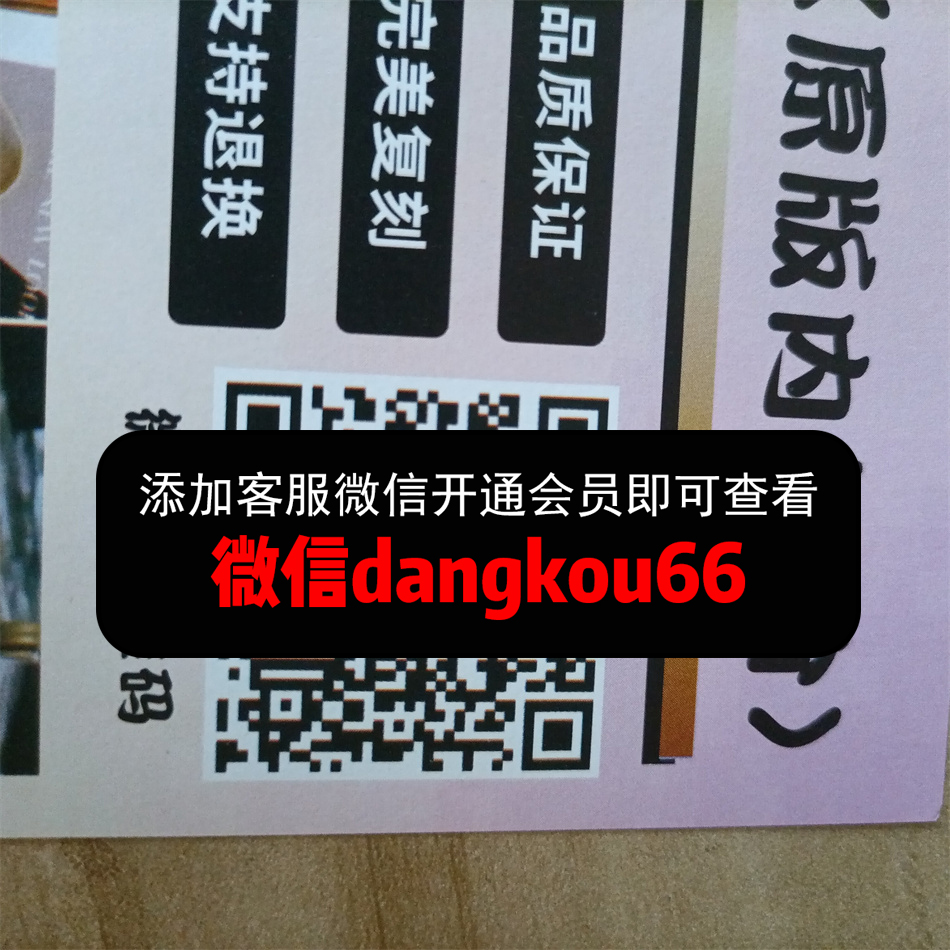 《原版内
》
品质保证
完美复刻
支持退换
码
添加客服微信开通会员即可查看
微信dangkou66